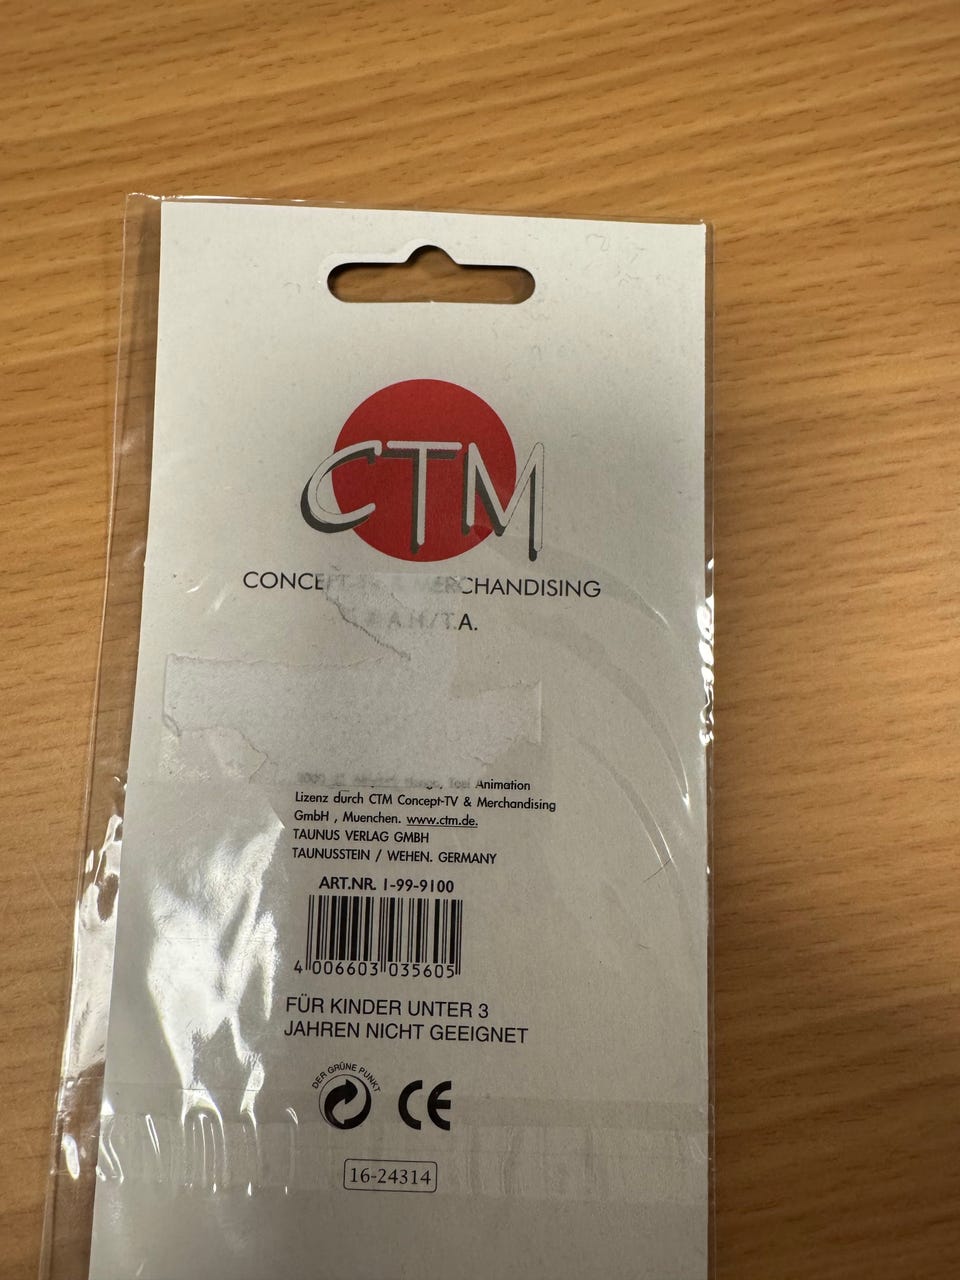 CTM
CONCEPT-TV & MERCHANDISING
A.H/T.A.
Animation
Lizenz durch CTM Concept-TV & Merchandising
GmbH , Muenchen. www.ctm.de.
TAUNUS VERLAG GMBH
TAUNUSSTEIN / WEHEN. GERMANY
ART.NR. 1-99-9100
4 006603 035605
FÜR KINDER UNTER 3
JAHREN NICHT GEEIGNET
DER GRÜNE PUNKT
CE
16-24314